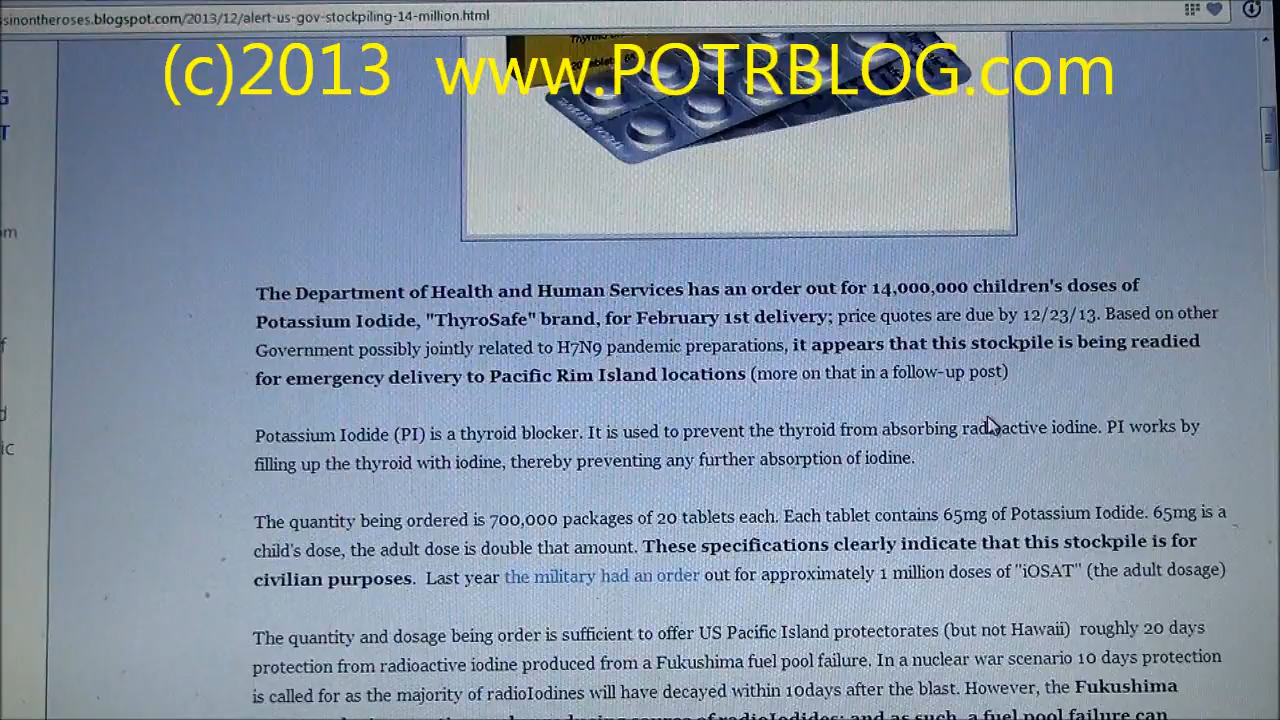 sinontheroses.blogspot.com/2013/12/alert-us-gov-stockpiling-14-million.html
(c)2013 www.POTRBLOG.com
20 Tablets
The Department of Health and Human Services has an order out for 14,000,000 children's doses of
Potassium Iodide, "ThyroSafe" brand, for February 1st delivery; price quotes are due by 12/23/13. Based on other
Government possibly jointly related to H7N9 pandemic preparations, it appears that this stockpile is being readied
for emergency delivery to Pacific Rim Island locations (more on that in a follow-up post)
Potassium Iodide (PI) is a thyroid blocker. It is used to prevent the thyroid from absorbing radioactive iodine. PI works by
filling up the thyroid with iodine, thereby preventing any further absorption of iodine.
The quantity being ordered is 700,000 packages of 20 tablets each. Each tablet contains 65mg of Potassium Iodide. 65mg is a
child's dose, the adult dose is double that amount. These specifications clearly indicate that this stockpile is for
civilian purposes. Last year the military had an order out for approximately 1 million doses of "iOSAT" (the adult dosage)
The quantity and dosage being order is sufficient to offer US Pacific Island protectorates (but not Hawaii) roughly 20 days
protection from radioactive iodine produced from a Fukushima fuel pool failure. In a nuclear war scenario 10 days protection
is called for as the majority of radioIodines will have decayed within 10days after the blast. However, the Fukushima
of radioIodides; and as such, a fuel pool failure can